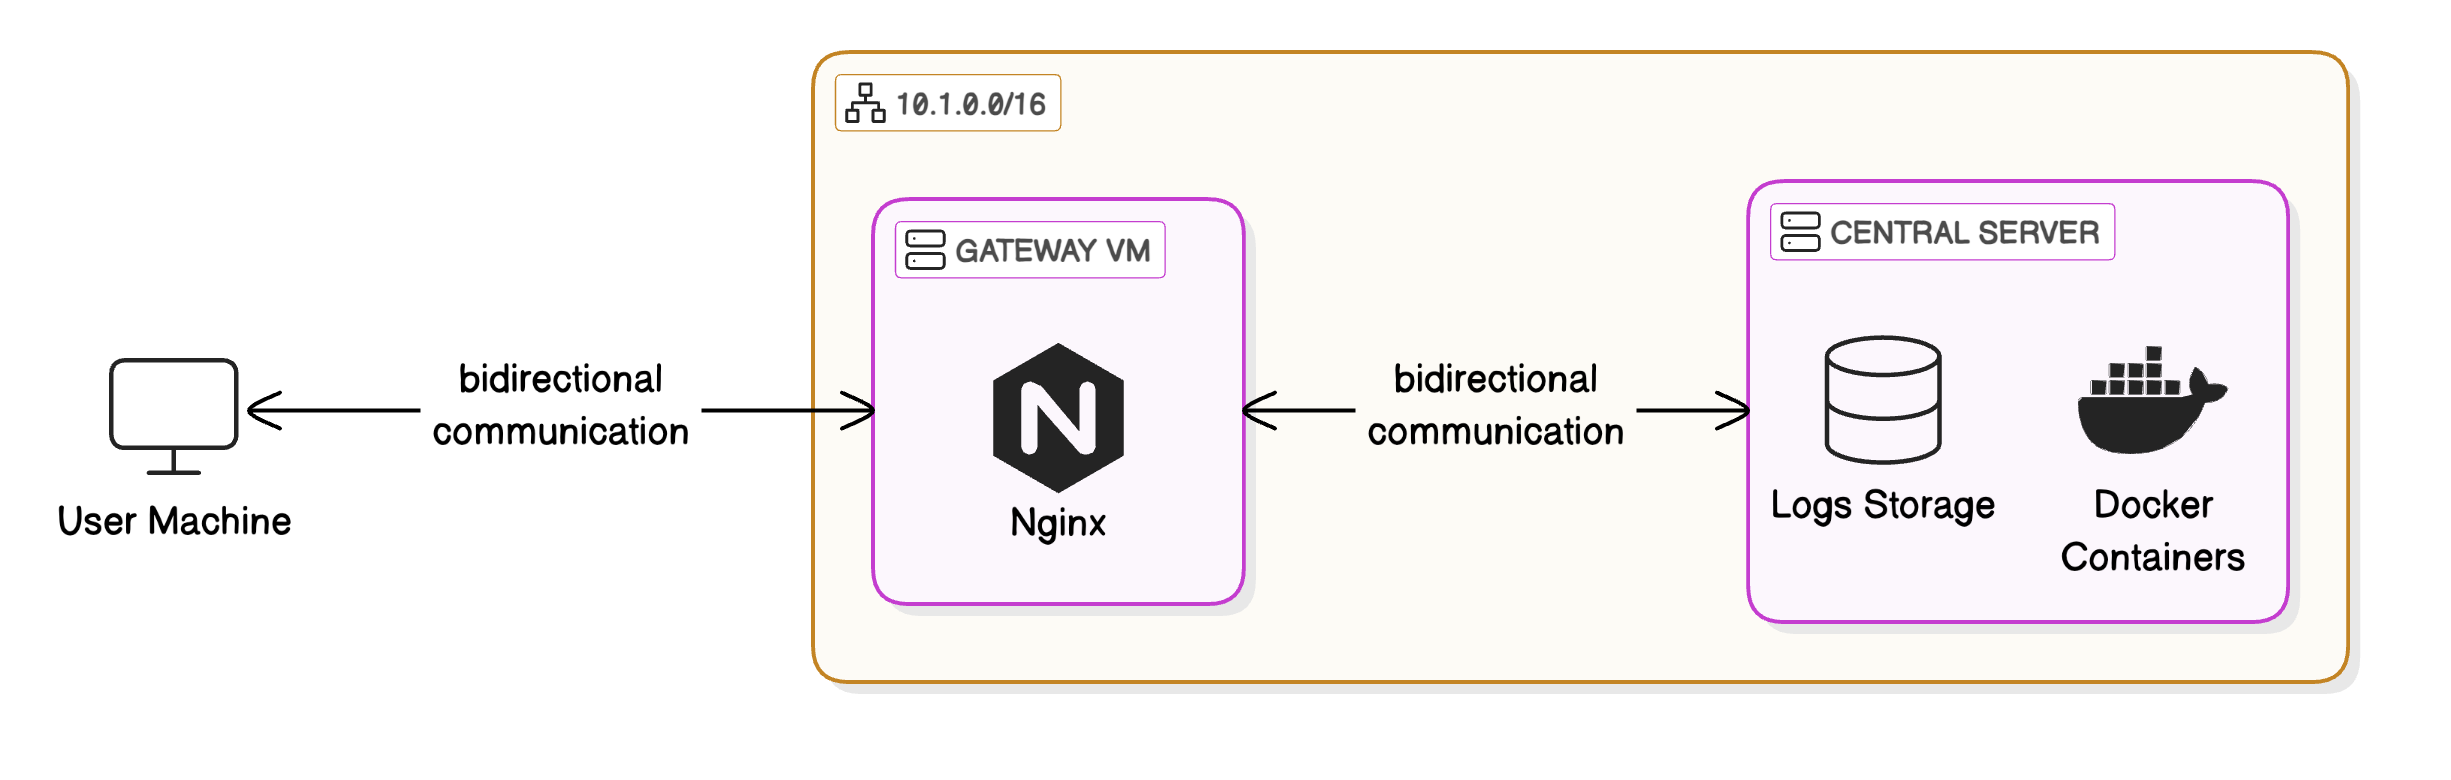 10.1.0.0/16
GATEWAY VM
CENTRAL SERVER
bidirectional
communication
bidirectional
communication
User Machine
Nginx
Logs Storage
Docker
Containers